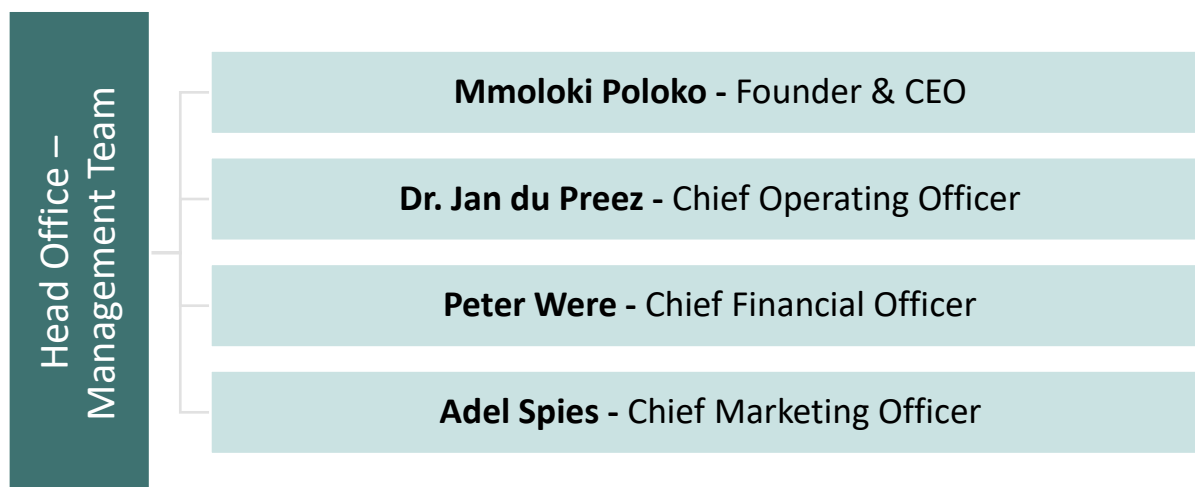 Head Office –
Management Team
Mmoloki Poloko - Founder & CEO
Dr. Jan du Preez - Chief Operating Officer
Peter Were - Chief Financial Officer
Adel Spies - Chief Marketing Officer